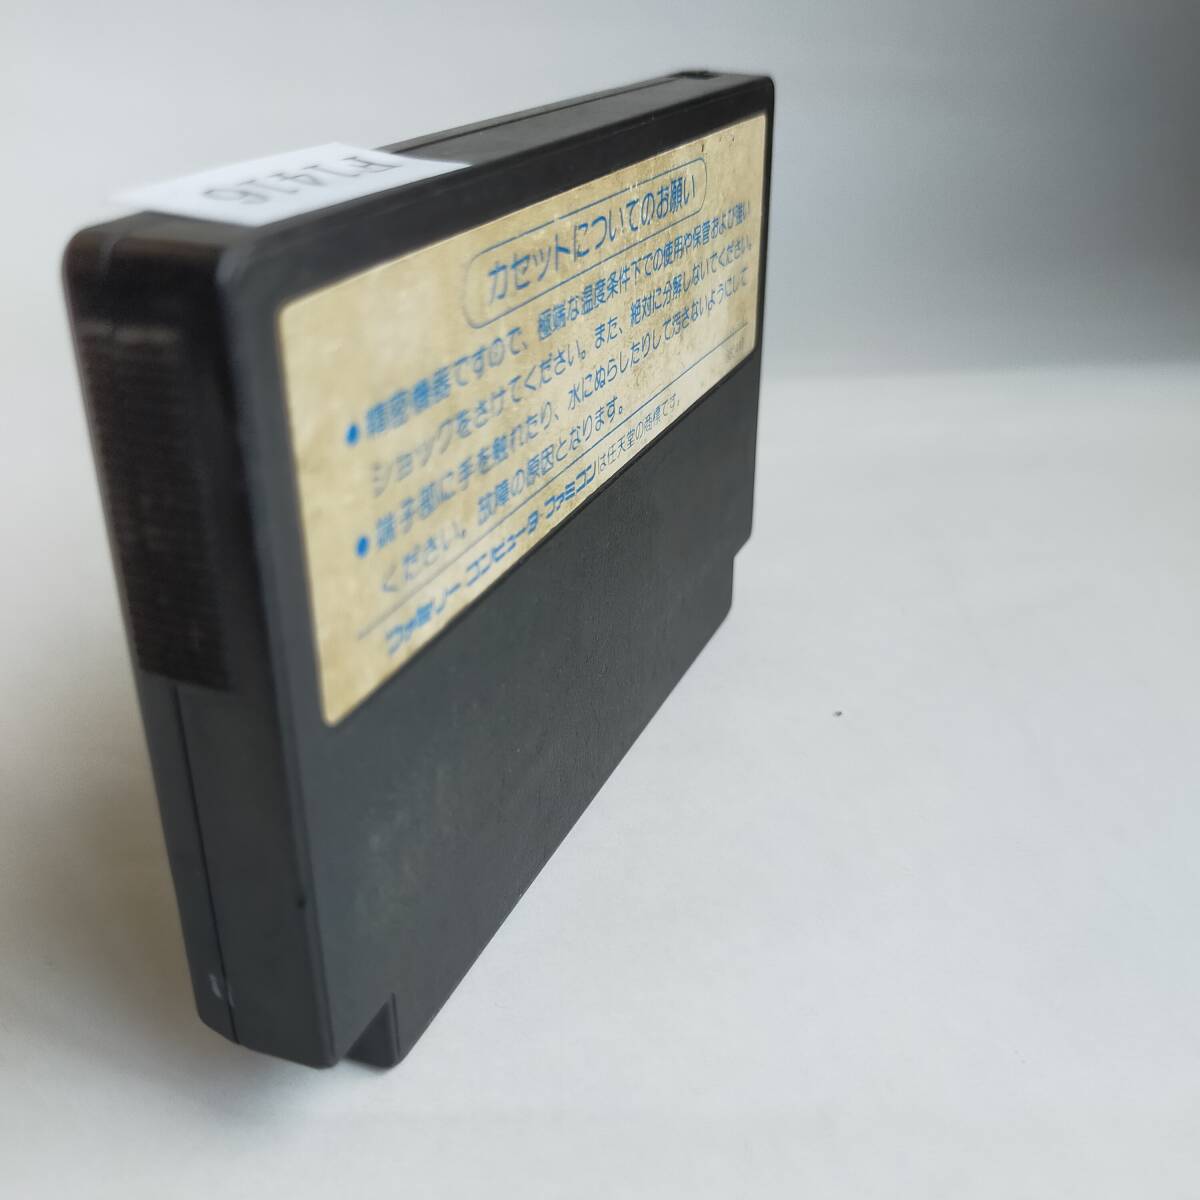 F1416
カセットについてのお願い
●精密機器ですので、極端な温度条件下での使用や保管および強い
ショックをさけてください。また、絶対に分解しないでください。
●端子部に手を触れたり、水にぬらしたりして汚さないようにして
ください。故障の原因となります。
ファミリーコンピュータ・ファミコンは任天堂の商標です。